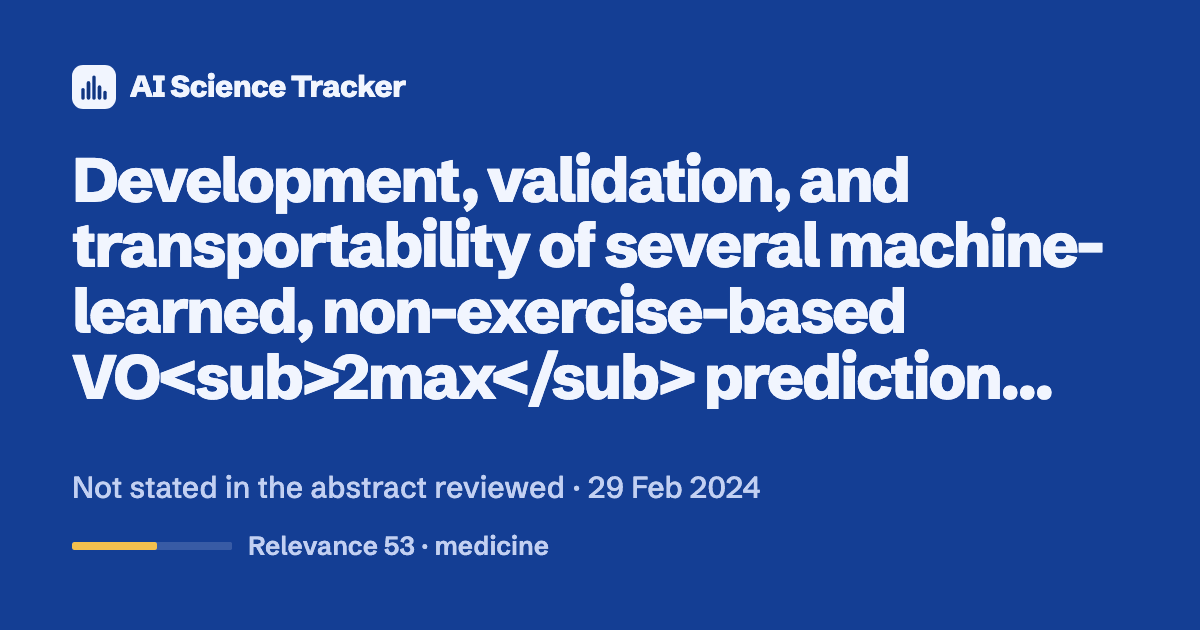 AI Science Tracker
Development, validation, and
transportability of several machine-
learned, non-exercise-based
VO<sub>2max</sub> prediction...
Not stated in the abstract reviewed · 29 Feb 2024
Relevance 53 · medicine